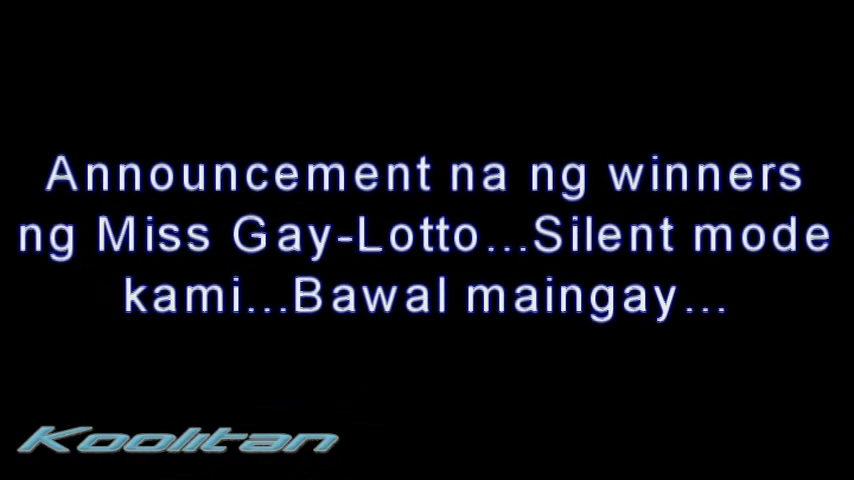 Announcement na ng winners
ng Miss Gay-Lotto...Silent mode
kami...Bawal maingay...
Koolitan